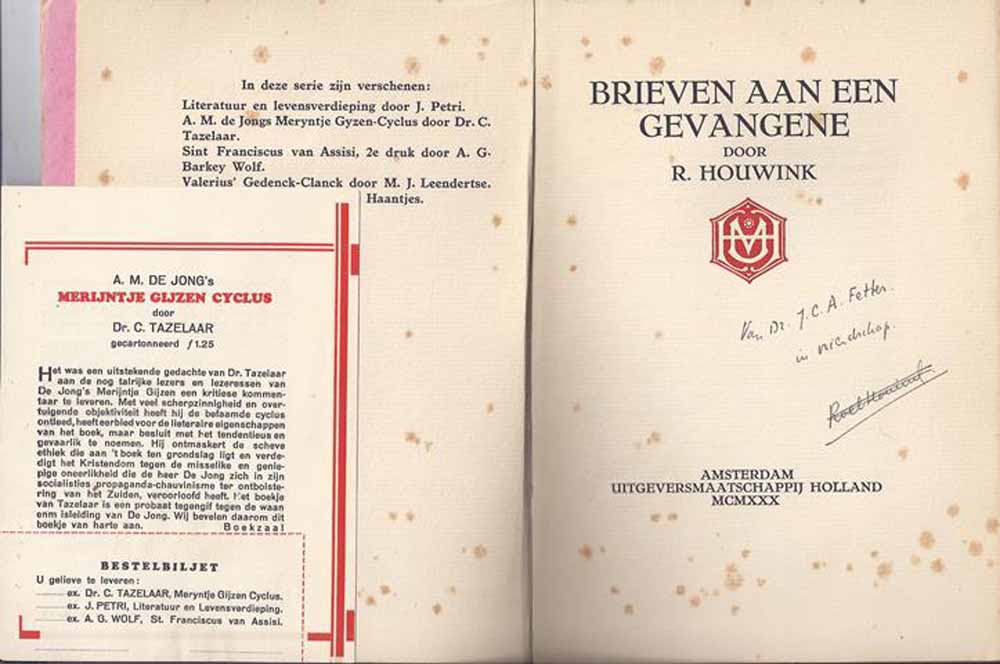 In deze serie zijn verschenen:
Literatuur en levensverdieping door J. Petri.
A. M. de Jongs Meryntje Gyzen-Cyclus door Dr. C.
Tazelaar.
Sint Franciscus van Assisi, 2e druk door A. G.
Barkey Wolf.
Valerius' Gedenck-Clanck door M. J. Leendertse.
Haantjes.
A. M. DE JONG's
MERIJNTJE GIJZEN CYCLUS
door
Dr. C. TAZELAAR
gecartonneerd ƒ 1.25
Het was een uitstekende gedachte van Dr. Tazelaar
aan de nog talrijke lezers en lezeressen van
De Jong's Merijntje Gijzen een kritiese kommen-
taar te leveren. Met veel scherpzinnigheid en over-
tuigende objektiviteit heeft hij de befaamde cyclus
ontleed, heeft eerbied voor de lieteraire eigenschappen
van het boek, maar besluit met het tendentieus en
gevaarlik te noemen. Hij ontmaskert de scheve
ethiek die aan 't boek ten grondslag ligt en verde-
digt het Kristendom tegen de misselike en genie-
pige oneerlikheid die de heer De Jong zich in zijn
socialisties propaganda-chauvinisme ter ontbolste-
ring van het Zuiden, veroorloofd heeft. Het boekje
van Tazelaar is een probaat tegengif tegen de waan
enm isleiding van De Jong. Wij bevelen daarom dit
boekje van harte aan. Boekzaal
BESTELBILJET
U gelieve te leveren:
ex. Dr. C. TAZELAAR, Meryntje Gijzen Cyclus.
ex. J. PETRI, Literatuur en Levensverdieping.
ex. A. G. WOLF, St. Franciscus van Assisi.
BRIEVEN AAN EEN
GEVANGENE
DOOR
R. HOUWINK
Van Dr. J. C. A. Fetter.
in vriendschap.
Roel Houwink
AMSTERDAM
UITGEVERSMAATSCHAPPIJ HOLLAND
MCMXXX